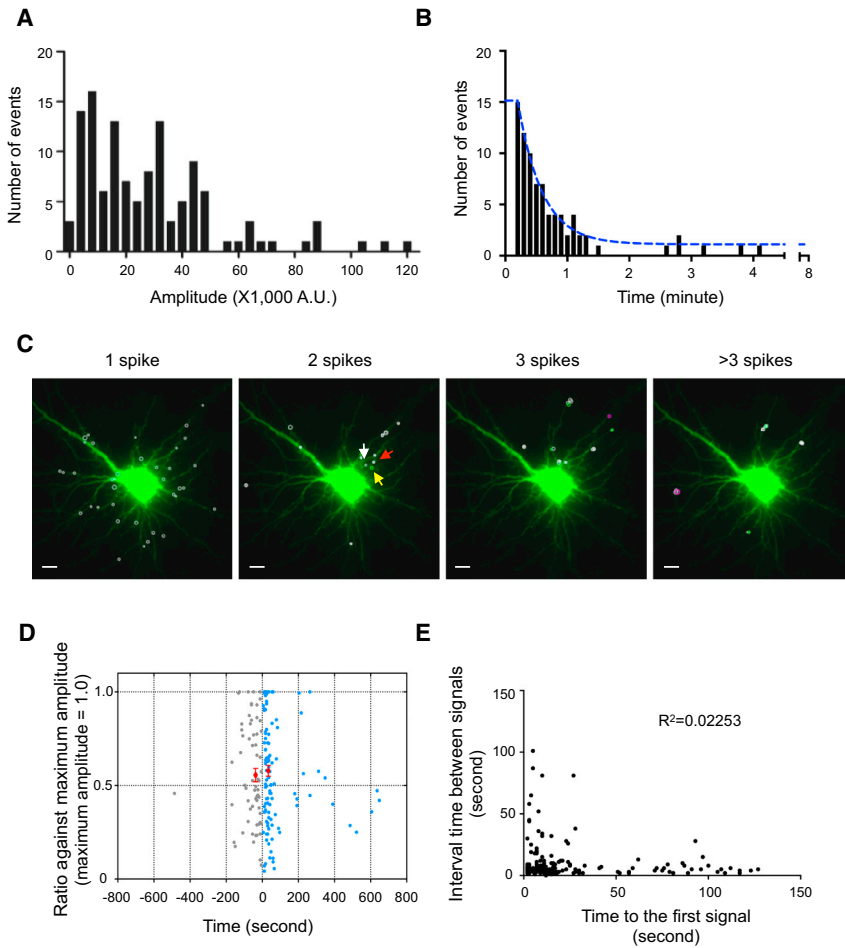 A
Number of events
20
15
10
5
0
0 20 40 60 80 100 120
Amplitude (X1,000 A.U.)
B
Number of events
20
15
10
5
0
0 1 2 3 4 8
Time (minute)
C
1 spike 2 spikes 3 spikes >3 spikes
D
Ratio against maximum amplitude
(maximum amplitude = 1.0)
1.0
0.5
0
-800 -600 -400 -200 0 200 400 600 800
Time (second)
E
Interval time between signals
(second)
150
100
50
0
R²=0.02253
0 50 100 150
Time to the first signal
(second)